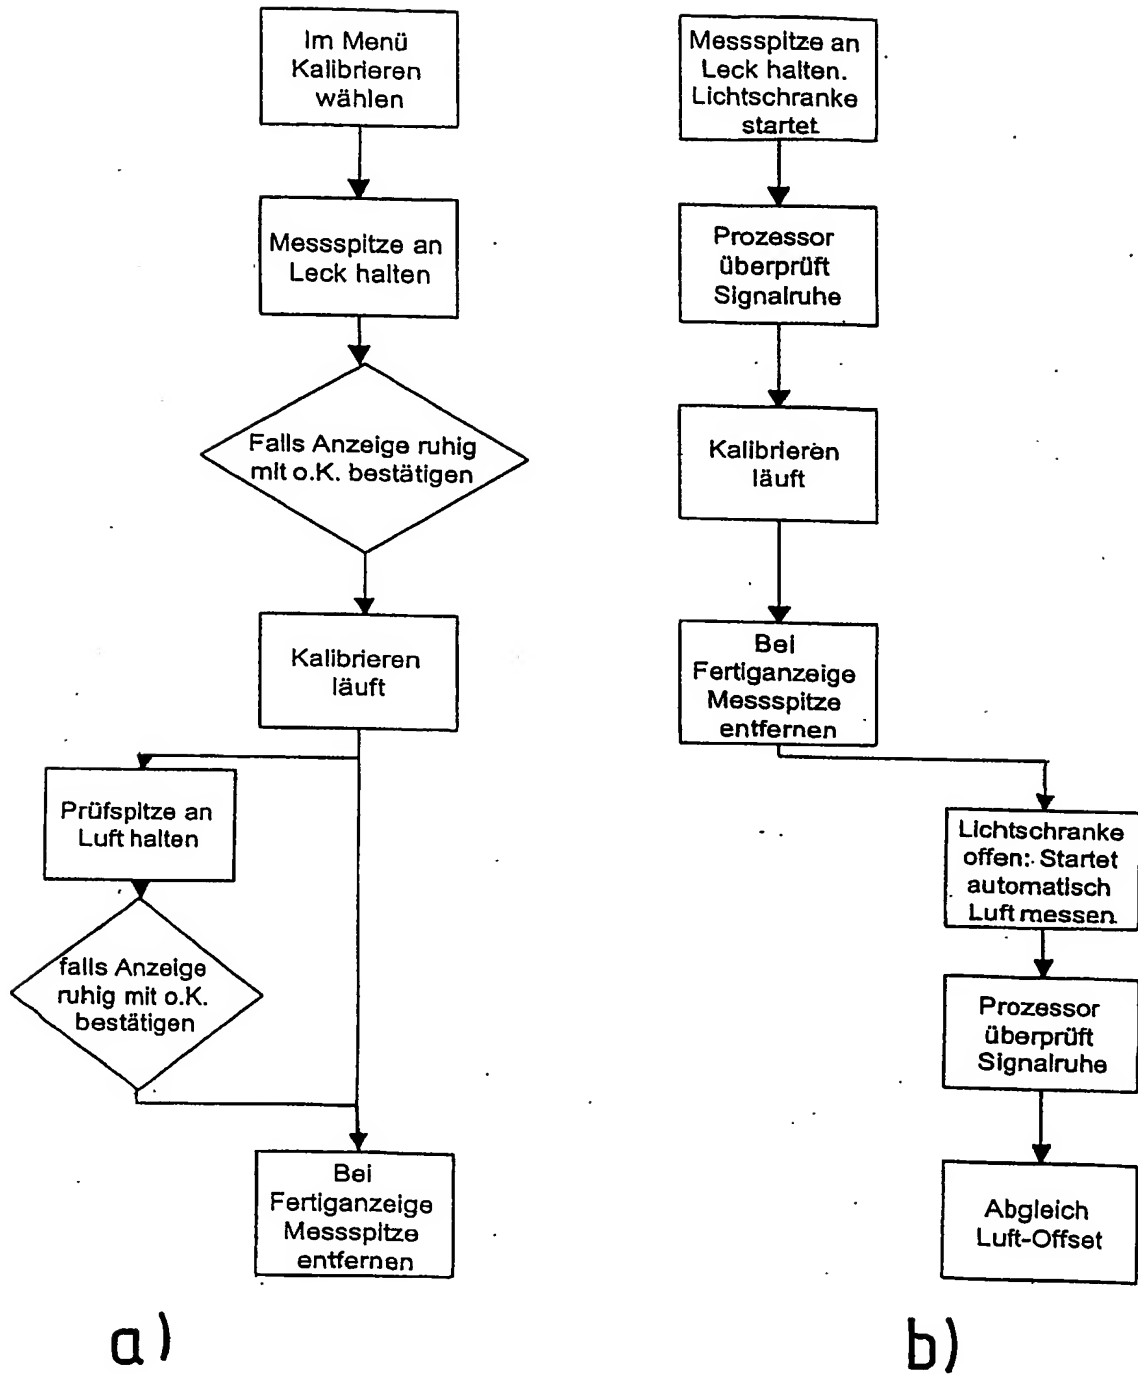 Im Menü
Kalibrieren
wählen
Messspitze an
Leck halten
Falls Anzeige ruhig
mit o.K. bestätigen
Kalibrieren
läuft
Prüfspitze an
Luft halten
falls Anzeige
ruhig mit o.K.
bestätigen
Bei
Fertiganzeige
Messspitze
entfernen
a)
Messspitze an
Leck halten.
Lichtschranke
startet
Prozessor
überprüft
Signalruhe
Kalibrieren
läuft
Bei
Fertiganzeige
Messspitze
entfernen
Lichtschranke
offen: Startet
automatisch
Luft messen
Prozessor
überprüft
Signalruhe
Abgleich
Luft-Offset
b)